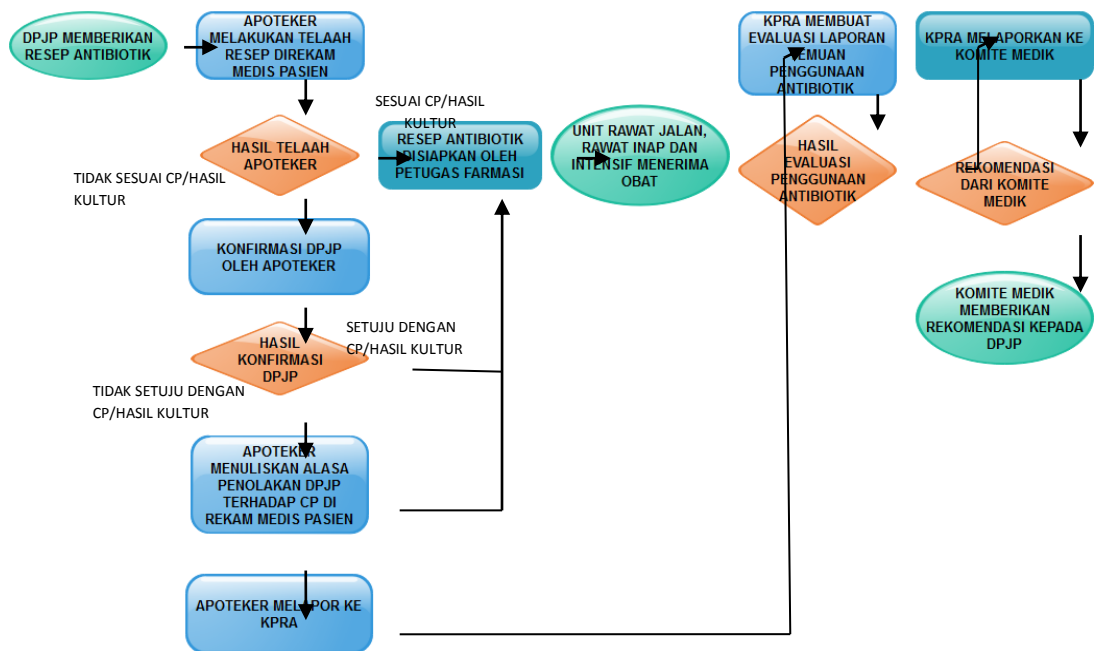 DPJP MEMBERIKAN
RESEP ANTIBIOTIK
APOTEKER
MELAKUKAN TELAAH
RESEP DIREKAM
MEDIS PASIEN
HASIL TELAAH
APOTEKER
SESUAI CP/HASIL
KULTUR
RESEP ANTIBIOTIK
DISIAPKAN OLEH
PETUGAS FARMASI
UNIT RAWAT JALAN,
RAWAT INAP DAN
INTENSIF MENERIMA
OBAT
TIDAK SESUAI CP/HASIL
KULTUR
KONFIRMASI DPJP
OLEH APOTEKER
HASIL
KONFIRMASI
DPJP
SETUJU DENGAN
CP/HASIL KULTUR
TIDAK SETUJU DENGAN
CP/HASIL KULTUR
APOTEKER
MENULISKAN ALASA
PENOLAKAN DPJP
TERHADAP CP DI
REKAM MEDIS PASIEN
APOTEKER MELAPOR KE
KPRA
KPRA MEMBUAT
EVALUASI LAPORAN
TEMUAN
PENGGUNAAN
ANTIBIOTIK
HASIL
EVALUASI
PENGGUNAAN
ANTIBIOTIK
KPRA MELAPORKAN KE
KOMITE MEDIK
REKOMENDASI
DARI KOMITE
MEDIK
KOMITE MEDIK
MEMBERIKAN
REKOMENDASI KEPADA
DPJP